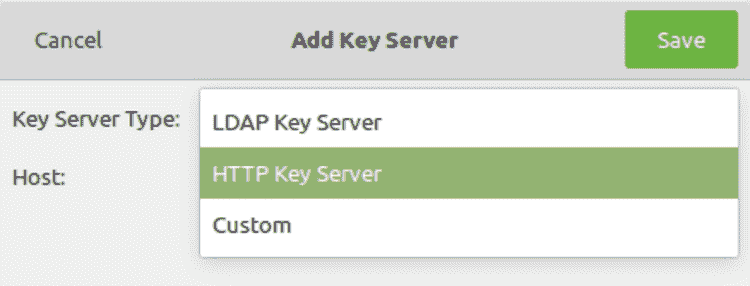 Cancel Add Key Server Save
Key Server Type: LDAP Key Server
HTTP Key Server
Host:
Custom